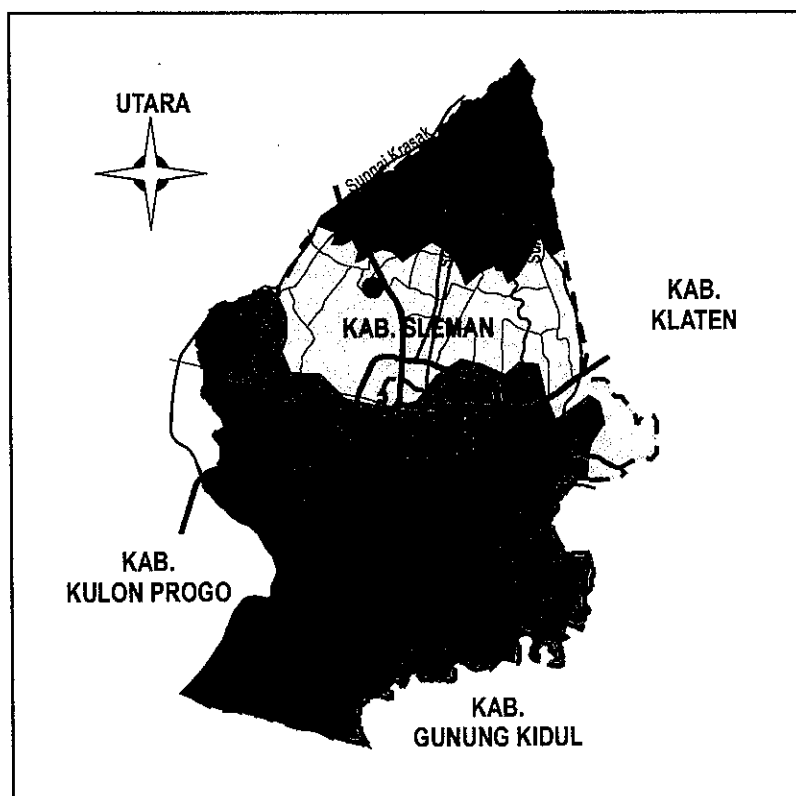 UTARA
Sungai Krasak
KAB.
KLATEN
KAB. SLEMAN
KAB.
KULON PROGO
KAB.
GUNUNG KIDUL